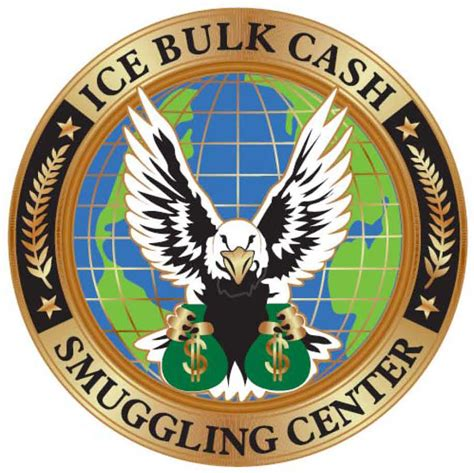 ICE BULK CASH
SMUGGLING CENTER
$ $